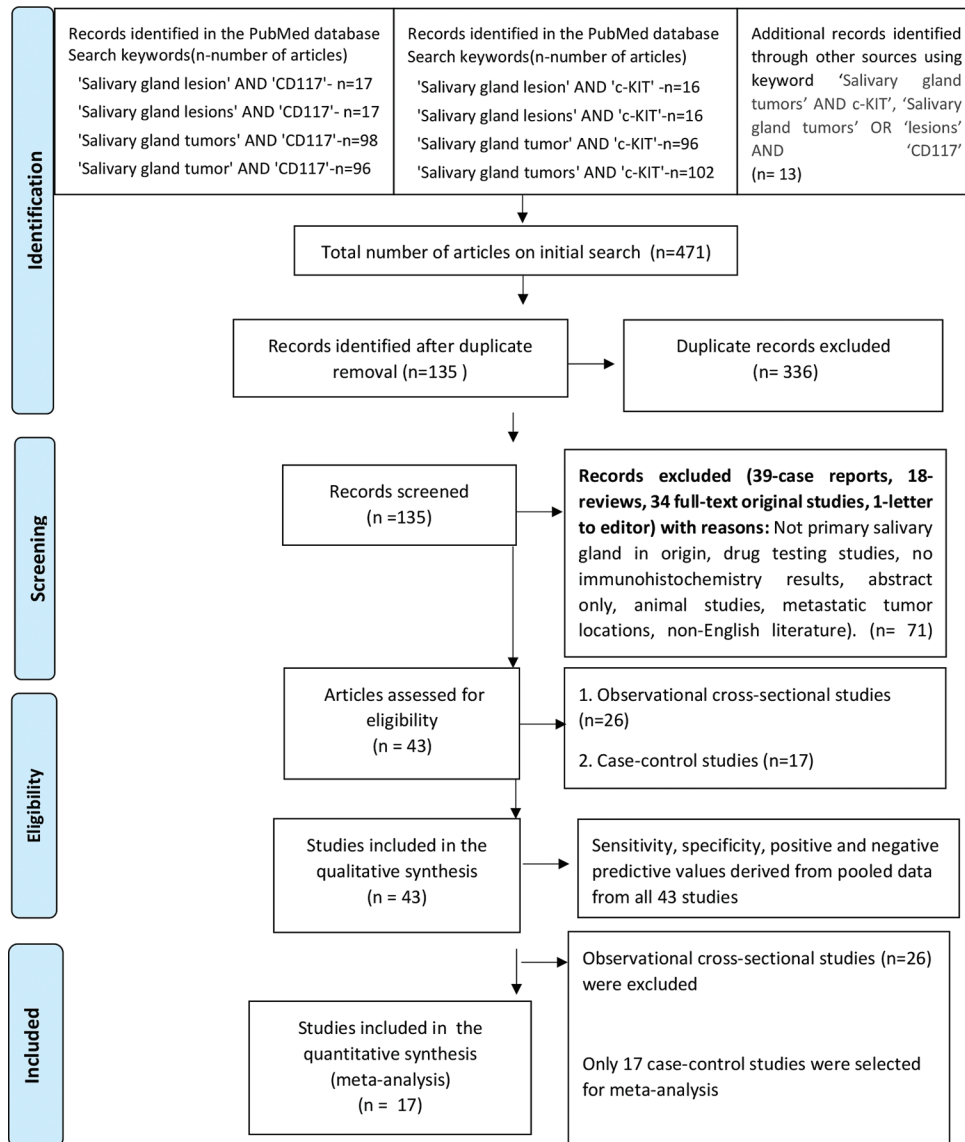 Identification
Records identified in the PubMed database
Search keywords(n-number of articles)
'Salivary gland lesion' AND 'CD117'- n=17
'Salivary gland lesions' AND 'CD117'- n=17
'Salivary gland tumors' AND 'CD117'-n=98
'Salivary gland tumor' AND 'CD117'-n=96
Records identified in the PubMed database
Search keywords(n-number of articles)
'Salivary gland lesion' AND 'c-KIT' -n=16
'Salivary gland lesions' AND 'c-KIT'-n=16
'Salivary gland tumor' AND 'c-KIT'-n=96
'Salivary gland tumors' AND 'c-KIT'-n=102
Additional records identified
through other sources using
keyword ‘Salivary gland
tumors’ AND c-KIT’, ‘Salivary
gland tumors’ OR ‘lesions’
AND ‘CD117’
(n= 13)
Total number of articles on initial search (n=471)
Records identified after duplicate
removal (n=135 )
Duplicate records excluded
(n= 336)
Screening
Records screened
(n =135)
Records excluded (39-case reports, 18-
reviews, 34 full-text original studies, 1-letter
to editor) with reasons: Not primary salivary
gland in origin, drug testing studies, no
immunohistochemistry results, abstract
only, animal studies, metastatic tumor
locations, non-English literature). (n= 71)
Eligibility
Articles assessed for
eligibility
(n = 43)
1. Observational cross-sectional studies
(n=26)
2. Case-control studies (n=17)
Studies included in the
qualitative synthesis
(n = 43)
Sensitivity, specificity, positive and negative
predictive values derived from pooled data
from all 43 studies
Included
Studies included in the
quantitative synthesis
(meta-analysis)
(n = 17)
Observational cross-sectional studies (n=26)
were excluded
Only 17 case-control studies were selected
for meta-analysis